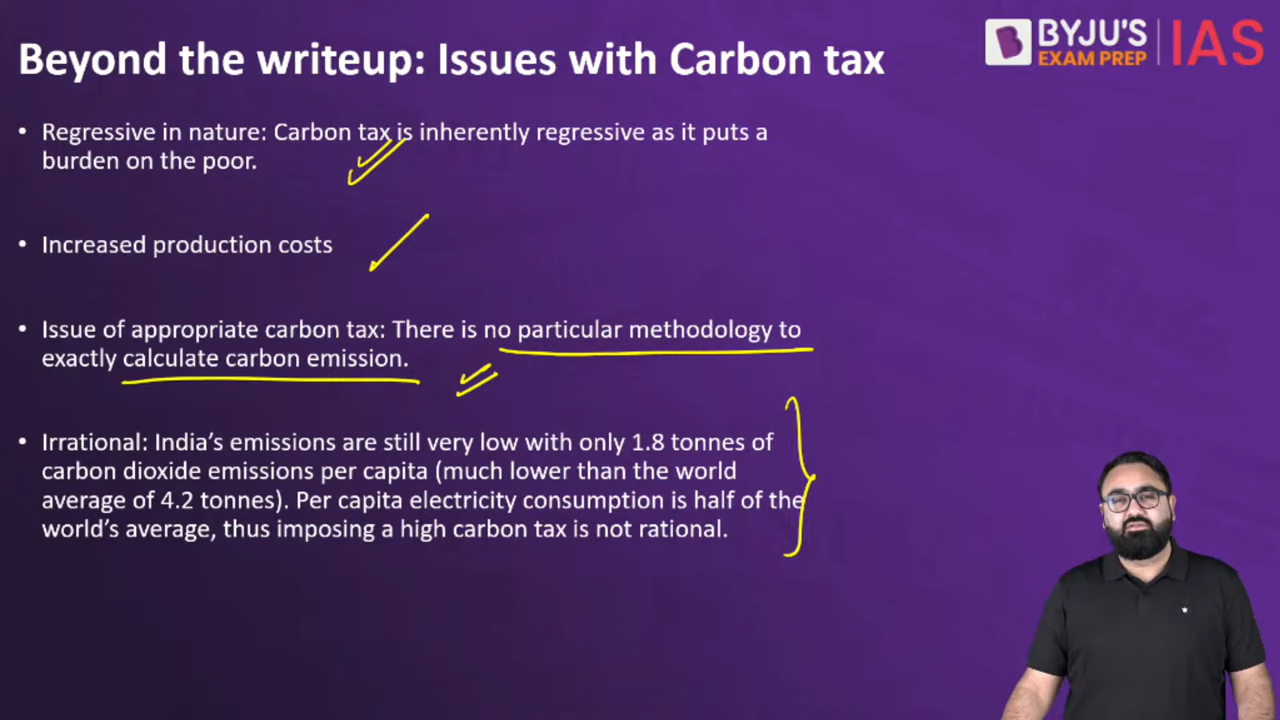 Beyond the writeup: Issues with Carbon tax
BYJU'S
EXAM PREP
IAS
• Regressive in nature: Carbon tax is inherently regressive as it puts a
burden on the poor.
• Increased production costs
• Issue of appropriate carbon tax: There is no particular methodology to
exactly calculate carbon emission.
• Irrational: India's emissions are still very low with only 1.8 tonnes of
carbon dioxide emissions per capita (much lower than the world
average of 4.2 tonnes). Per capita electricity consumption is half of the
world's average, thus imposing a high carbon tax is not rational.